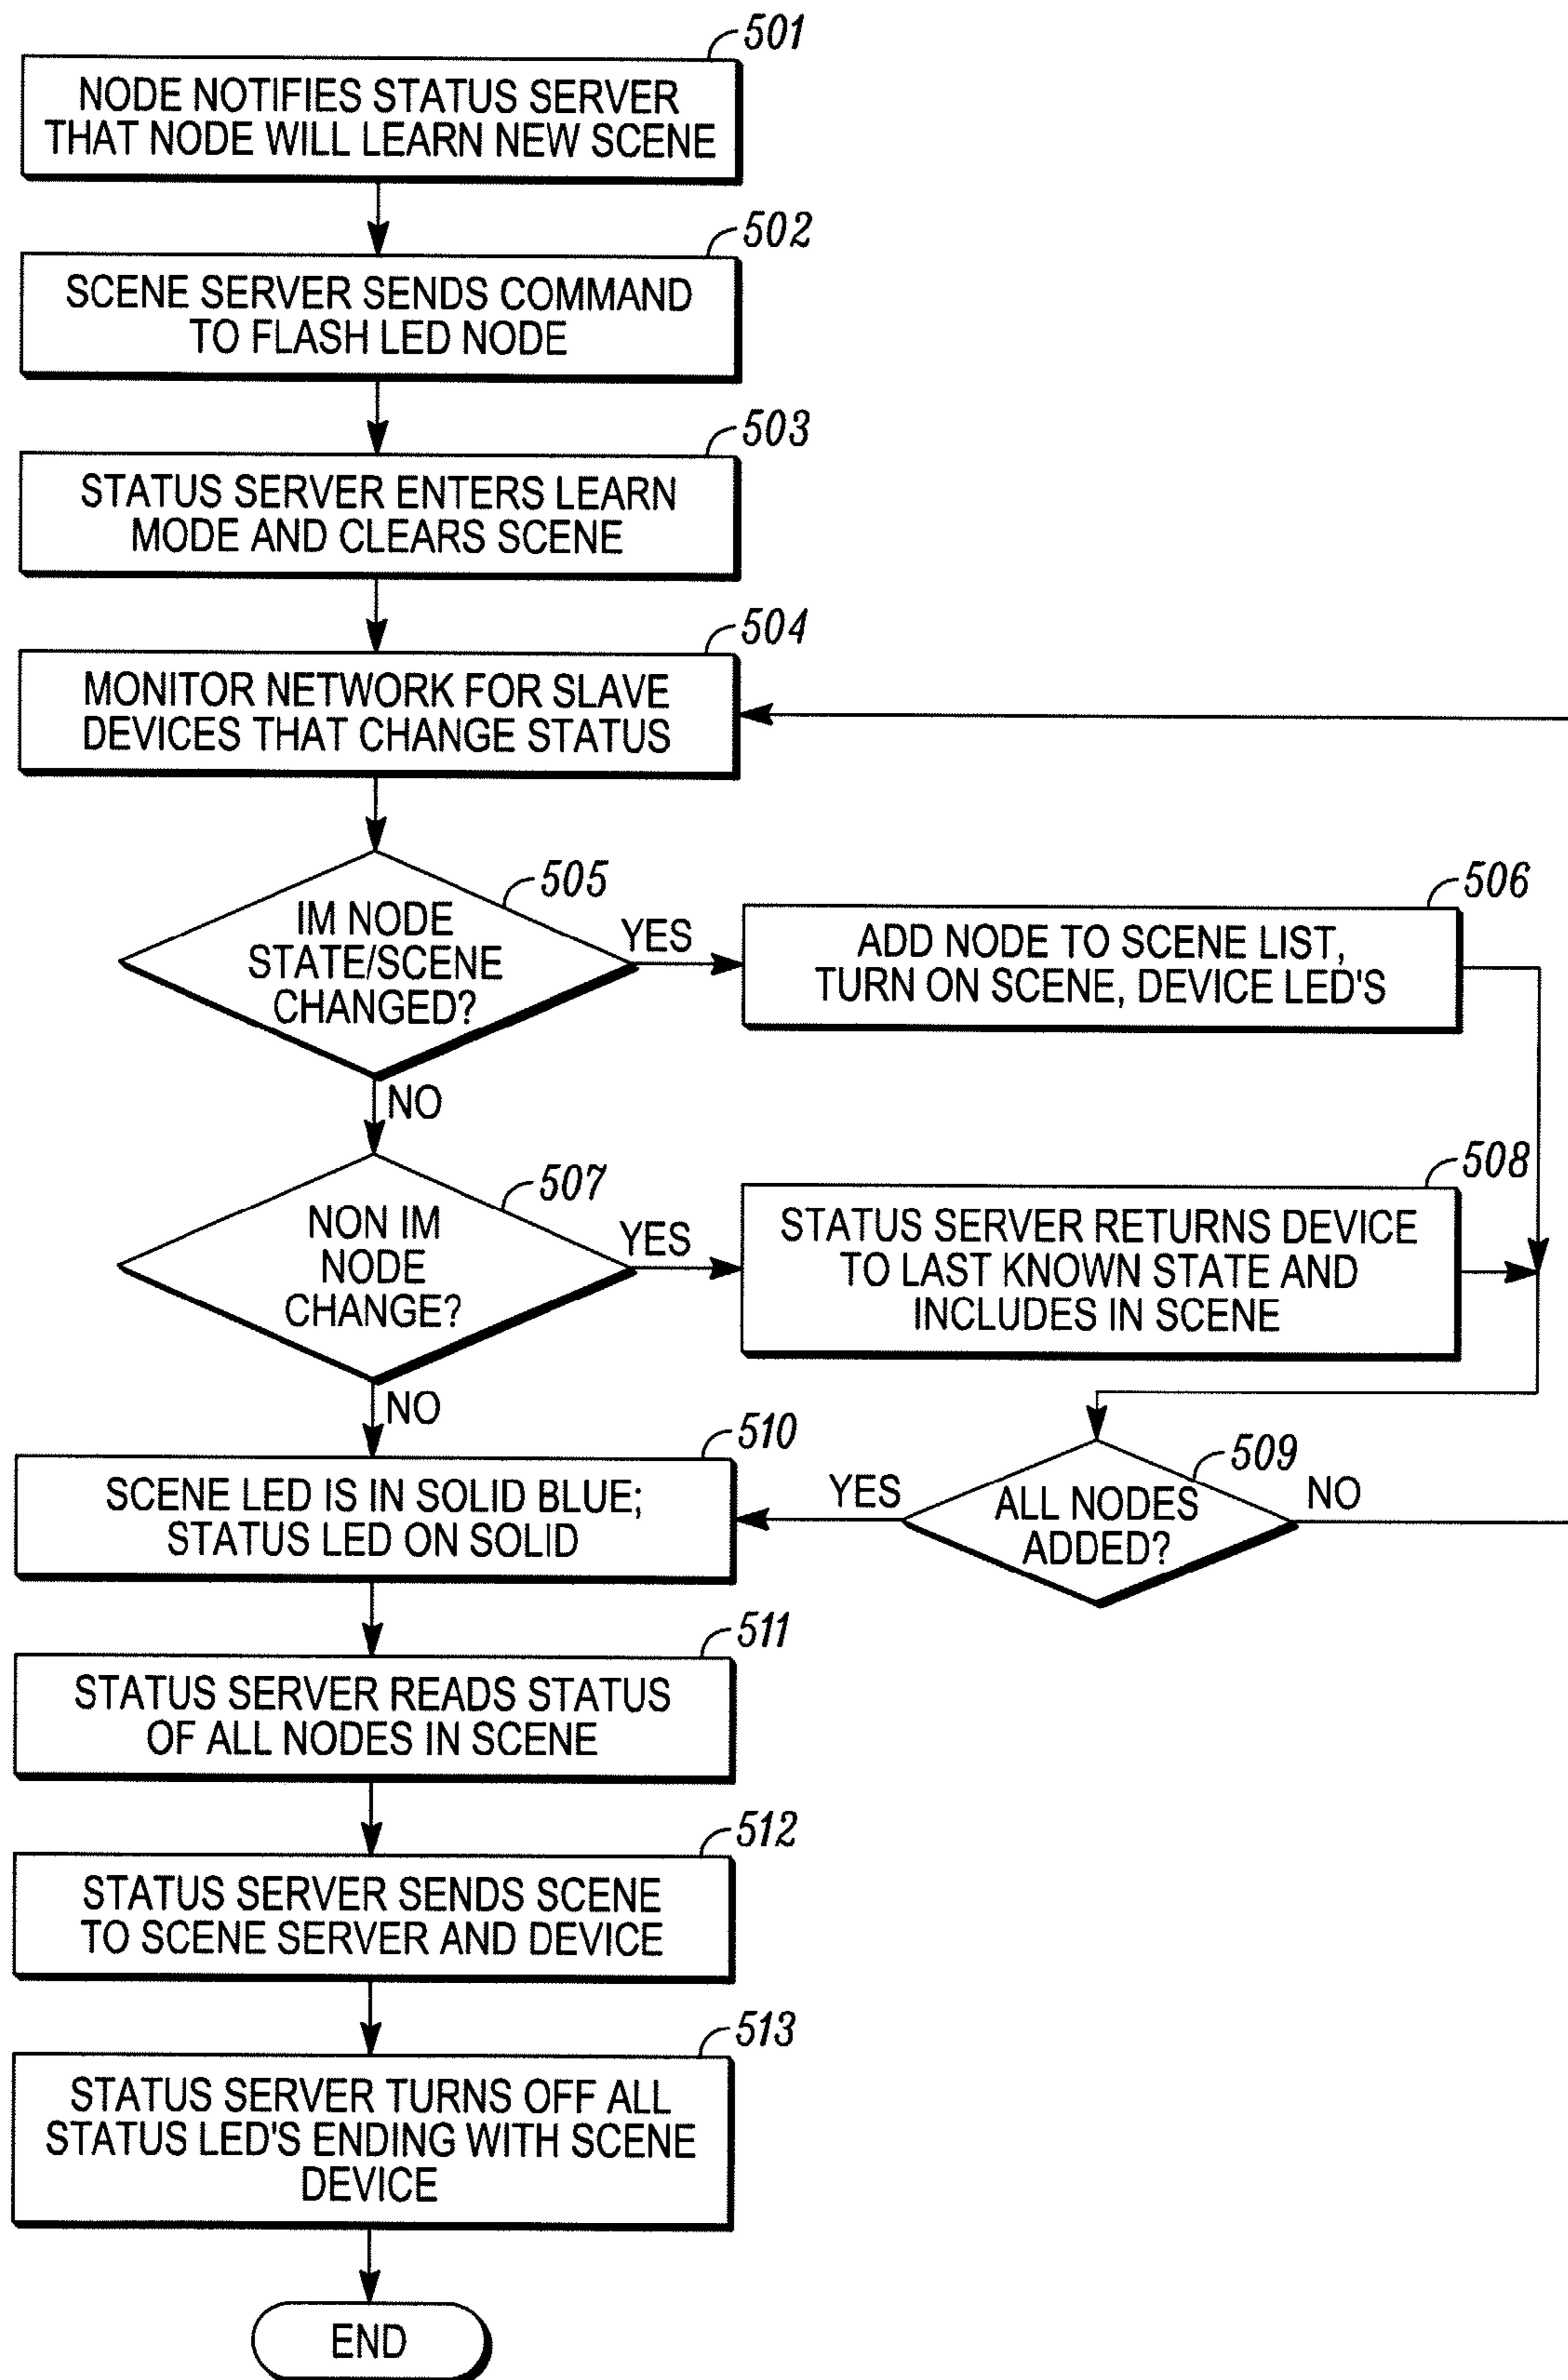 501
NODE NOTIFIES STATUS SERVER
THAT NODE WILL LEARN NEW SCENE
502
SCENE SERVER SENDS COMMAND
TO FLASH LED NODE
503
STATUS SERVER ENTERS LEARN
MODE AND CLEARS SCENE
504
MONITOR NETWORK FOR SLAVE
DEVICES THAT CHANGE STATUS
505
IM NODE
STATE/SCENE
CHANGED?
YES
NO
506
ADD NODE TO SCENE LIST,
TURN ON SCENE, DEVICE LED'S
507
NON IM
NODE
CHANGE?
YES
NO
508
STATUS SERVER RETURNS DEVICE
TO LAST KNOWN STATE AND
INCLUDES IN SCENE
509
ALL NODES
ADDED?
YES
NO
510
SCENE LED IS IN SOLID BLUE;
STATUS LED ON SOLID
511
STATUS SERVER READS STATUS
OF ALL NODES IN SCENE
512
STATUS SERVER SENDS SCENE
TO SCENE SERVER AND DEVICE
513
STATUS SERVER TURNS OFF ALL
STATUS LED'S ENDING WITH SCENE
DEVICE
END